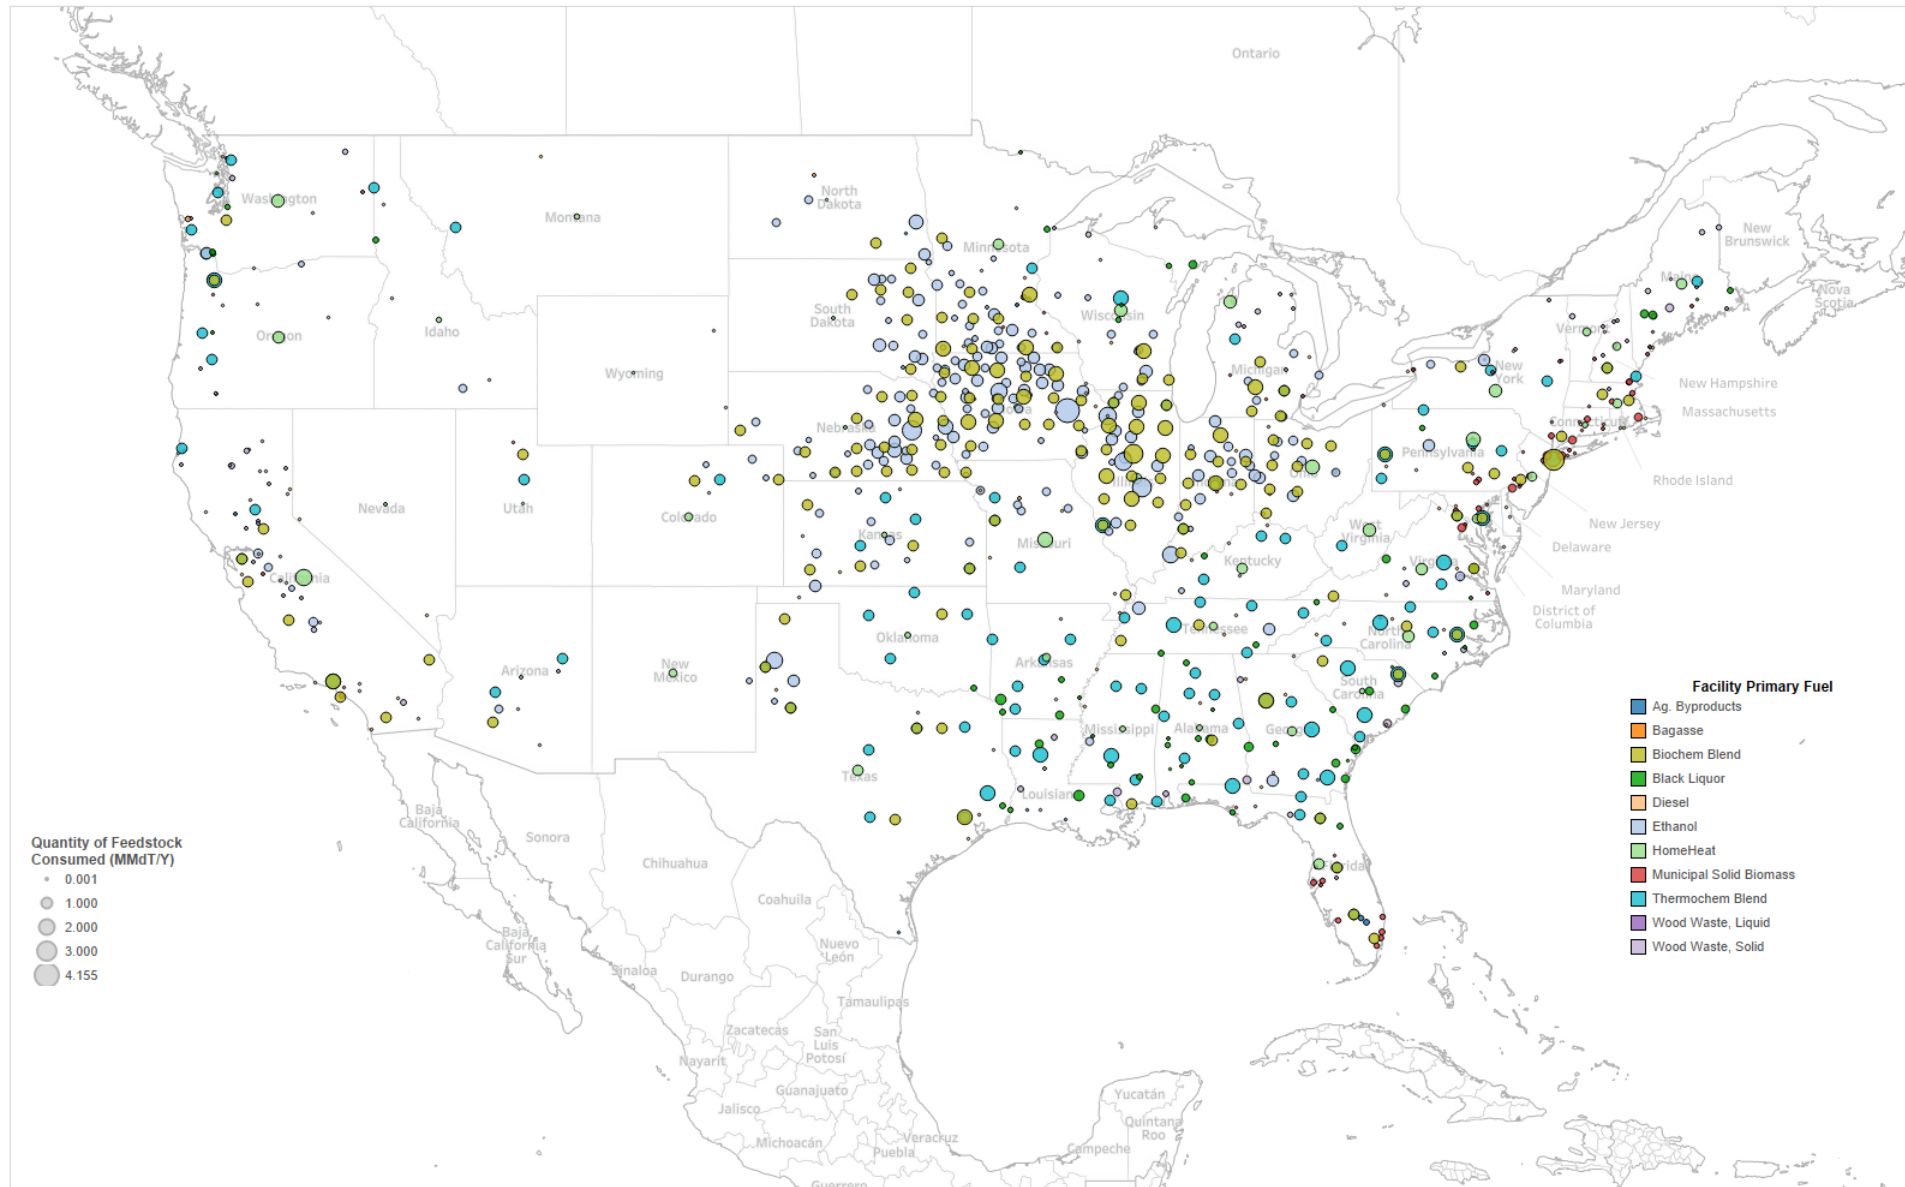 Ontario
Washington
Montana
North
Dakota
Minnesota
New
Brunswick
Maine
Nova
Scotia
South
Dakota
Wisconsin
Vermont
Oregon
Idaho
Wyoming
Michigan
New
York
New Hampshire
Massachusetts
Iowa
Nebraska
Connecticut
Pennsylvania
Rhode Island
Nevada
Utah
Colorado
Illinois
Indiana
Ohio
New Jersey
Kansas
Missouri
West
Virginia
Delaware
California
Kentucky
Virginia
Maryland
District of
Columbia
Oklahoma
Tennessee
North
Carolina
Arizona
New
Mexico
Arkansas
South
Carolina
Mississippi
Alabama
Georgia
Texas
Louisiana
Florida
Facility Primary Fuel
Ag. Byproducts
Bagasse
Biochem Blend
Black Liquor
Diesel
Ethanol
HomeHeat
Municipal Solid Biomass
Thermochem Blend
Wood Waste, Liquid
Wood Waste, Solid
Quantity of Feedstock
Consumed (MMdT/Y)
0.001
1.000
2.000
3.000
4.155
Baja
California
Sonora
Chihuahua
Coahuila
Baja
California
Sur
Sinaloa
Durango
Nuevo
León
Tamaulipas
Zacatecas
San
Luis
Potosí
Nayarit
Guanajuato
Jalisco
Michoacán
Veracruz
Puebla
Guerrero
Yucatán
Quintana
Roo
Campeche